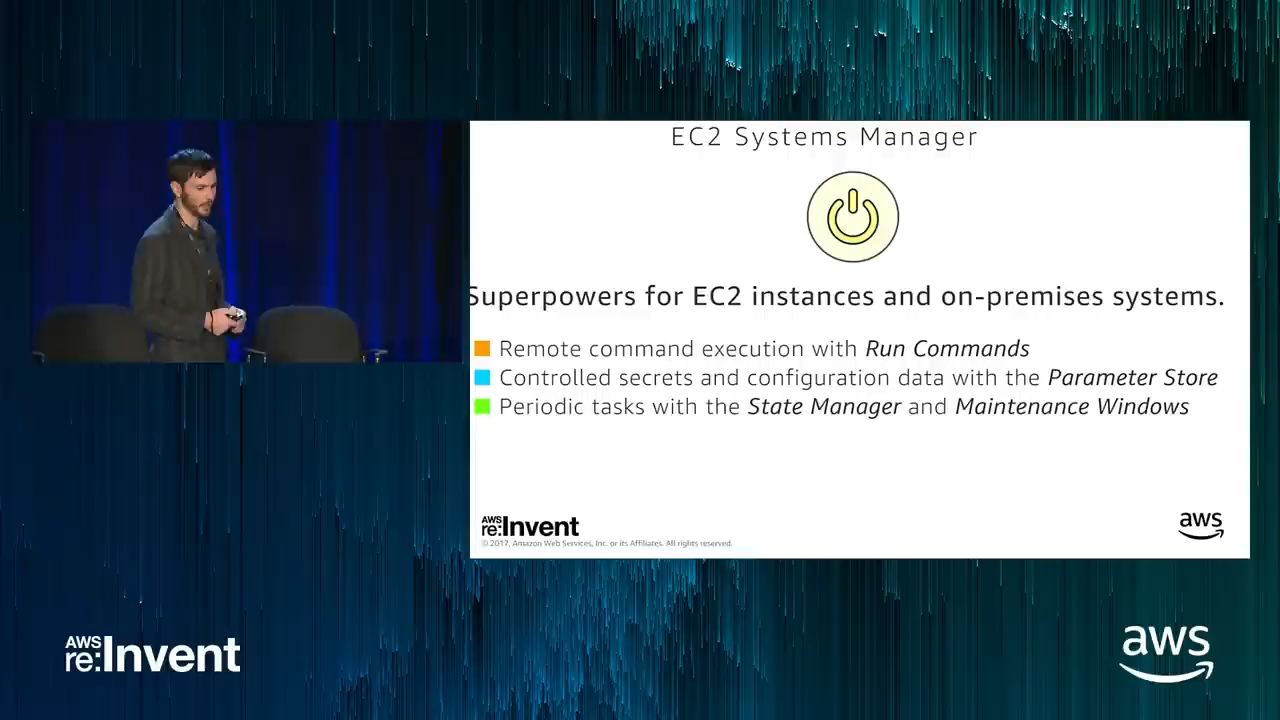 EC2 Systems Manager
Superpowers for EC2 instances and on-premises systems.
Remote command execution with Run Commands
Controlled secrets and configuration data with the Parameter Store
Periodic tasks with the State Manager and Maintenance Windows
AWS
re:Invent
aws
© 2017, Amazon Web Services, Inc. or its Affiliates. All rights reserved.
AWS
re:Invent
aws